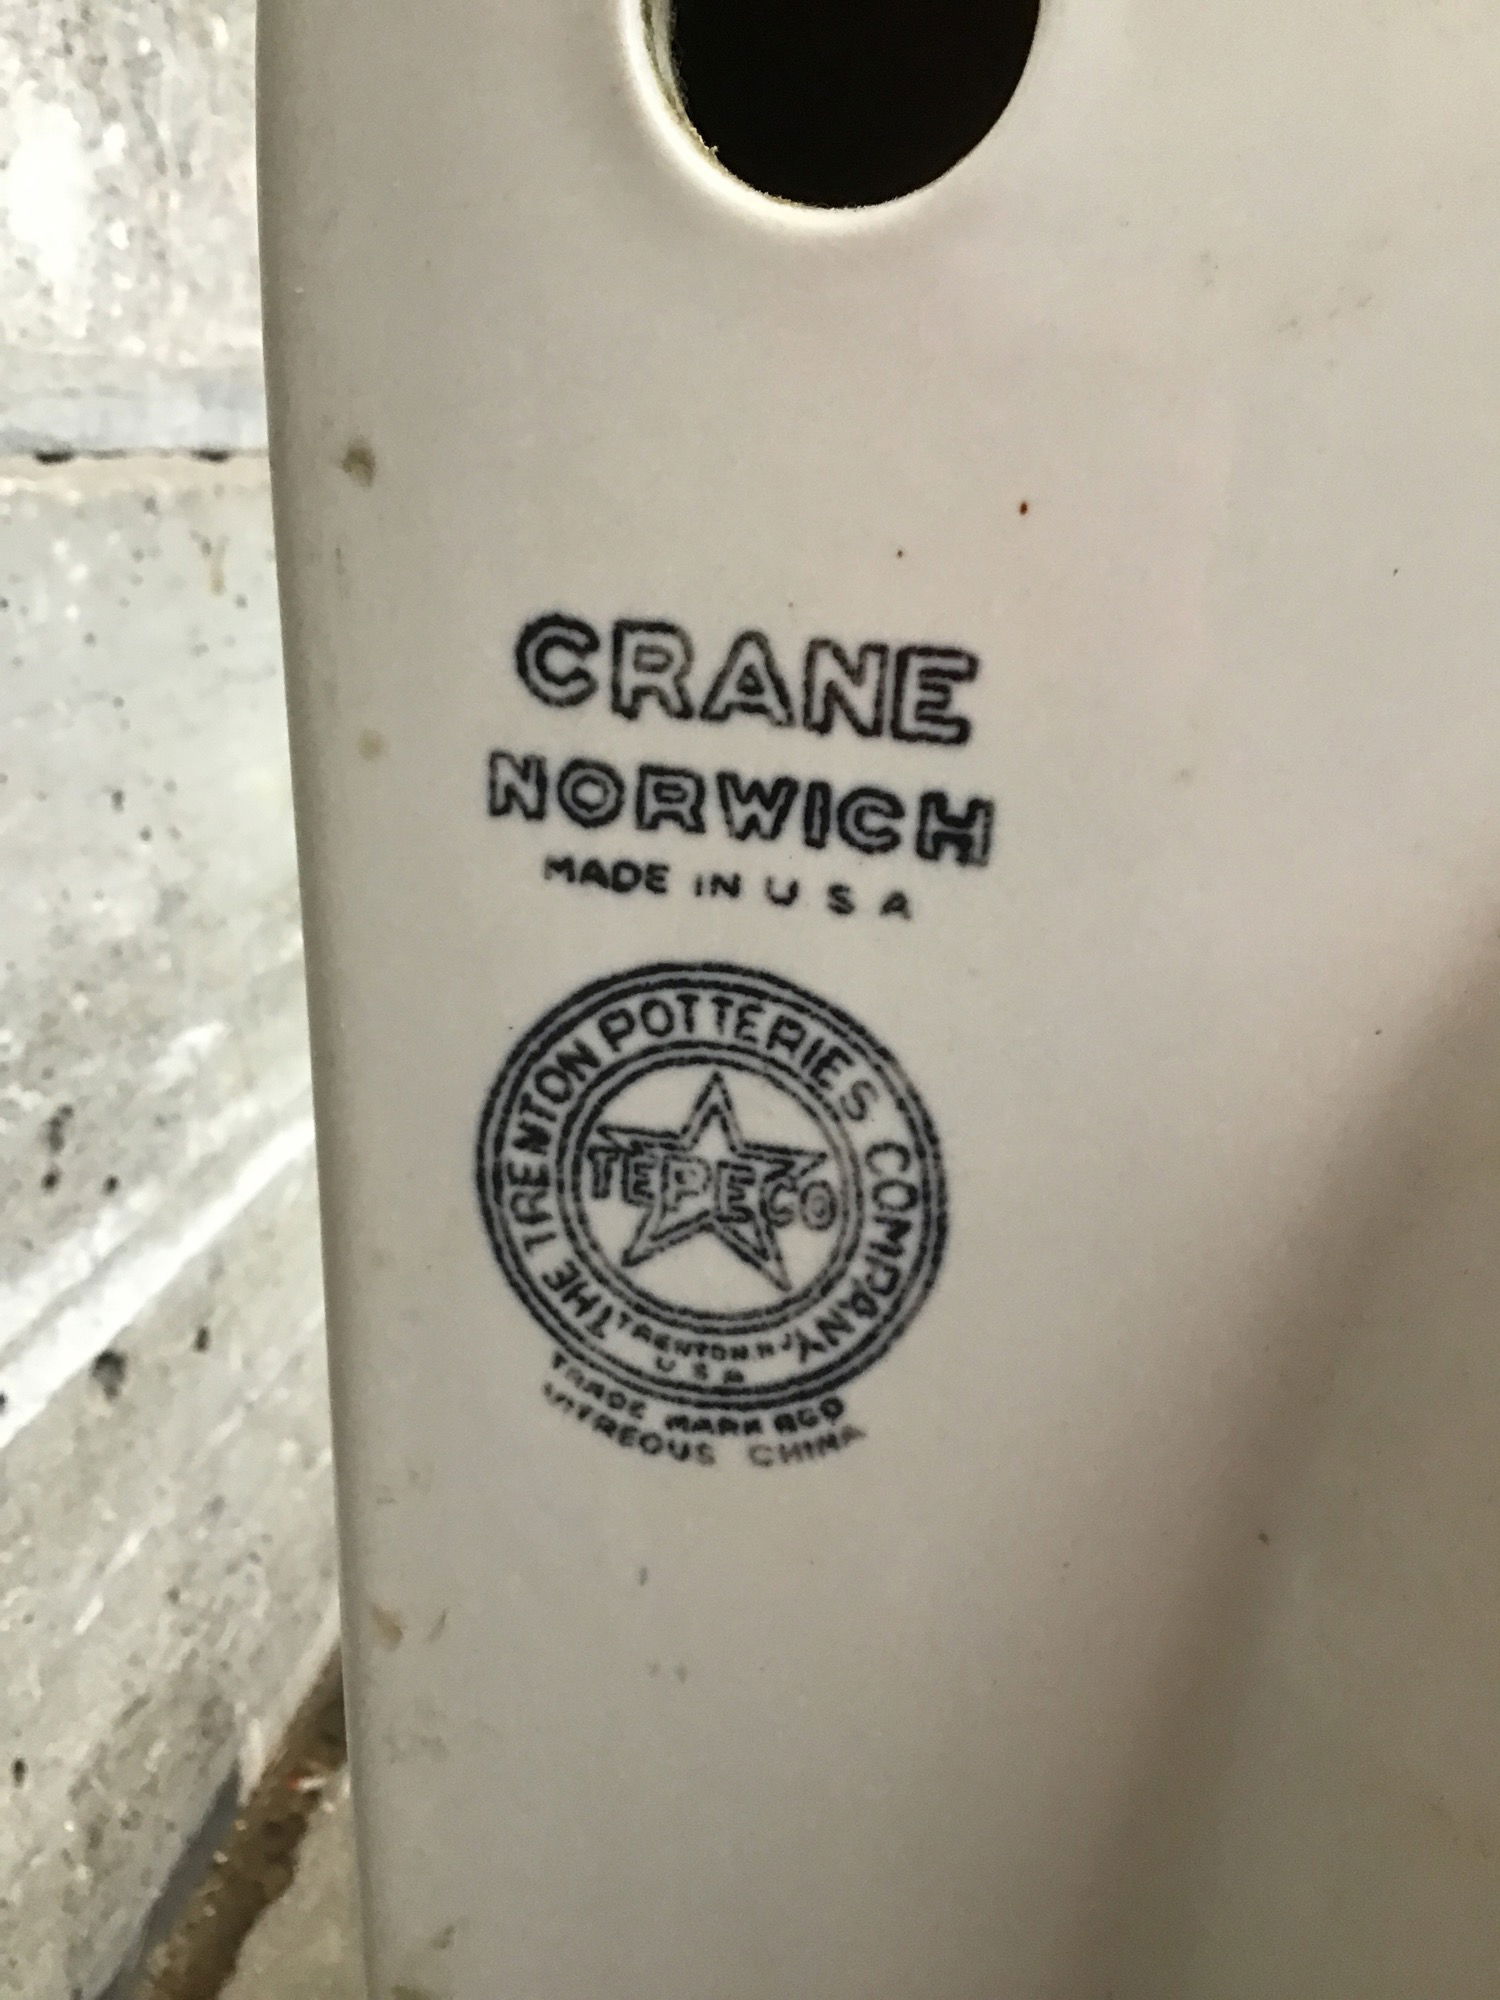 CRANE
NORWICH
MADE IN U S A
THE TRENTON POTTERIES COMPANY
TEPECO
TRENTON, N.J.
U S A
TRADE MARK REG'D
VITREOUS CHINA